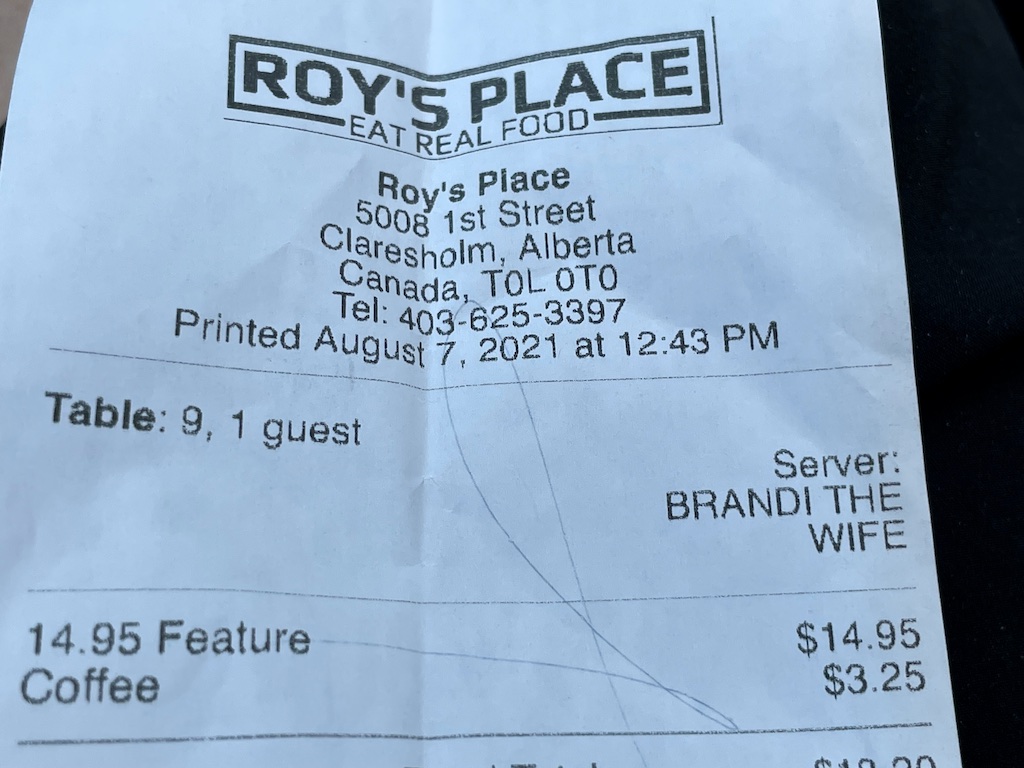 ROY'S PLACE
EAT REAL FOOD
Roy's Place
5008 1st Street
Claresholm, Alberta
Canada, T0L 0T0
Tel: 403-625-3397
Printed August 7, 2021 at 12:43 PM
Table: 9, 1 guest
Server:
BRANDI THE
WIFE
14.95 Feature $14.95
Coffee $3.25